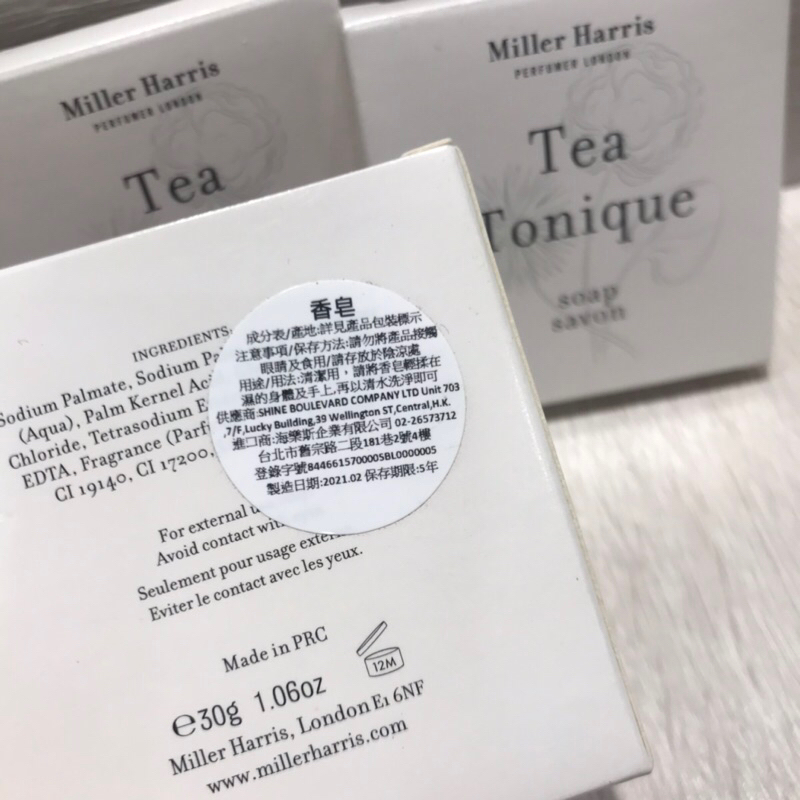 Miller Harris
PERFUMER LONDON
Tea
Miller Harris
PERFUMER LONDON
Tea
Tonique
soap
savon
INGREDIENTS:
Sodium Palmate, Sodium
(Aqua), Palm Kernel
Chloride, Tetrasodium
EDTA, Fragrance
CI 19140, CI 17200,
香皂
成分表/產地:詳見產品包裝標示
注意事項/保存方法:請勿將產品接觸
眼睛及食用/請存放於陰涼處
用途/用法:清潔用，請將香皂輕搓在
濕的身體及手上,再以清水洗淨即可
供應商:SHINE BOULEVARD COMPANY LTD Unit 703
,7/F,Lucky Building,39 Wellington ST,Central,H.K.
進口商:海樂斯企業有限公司 02-26573712
台北市舊宗路二段181巷2號4樓
登錄字號8446615700005BL0000005
製造日期:2021.02 保存期限:5年
For external
Avoid contact
Seulement pour usage
Eviter le contact avec les yeux.
Made in PRC
12M
℮30g 1.06oz
Miller Harris, London E1 6NF
www.millerharris.com